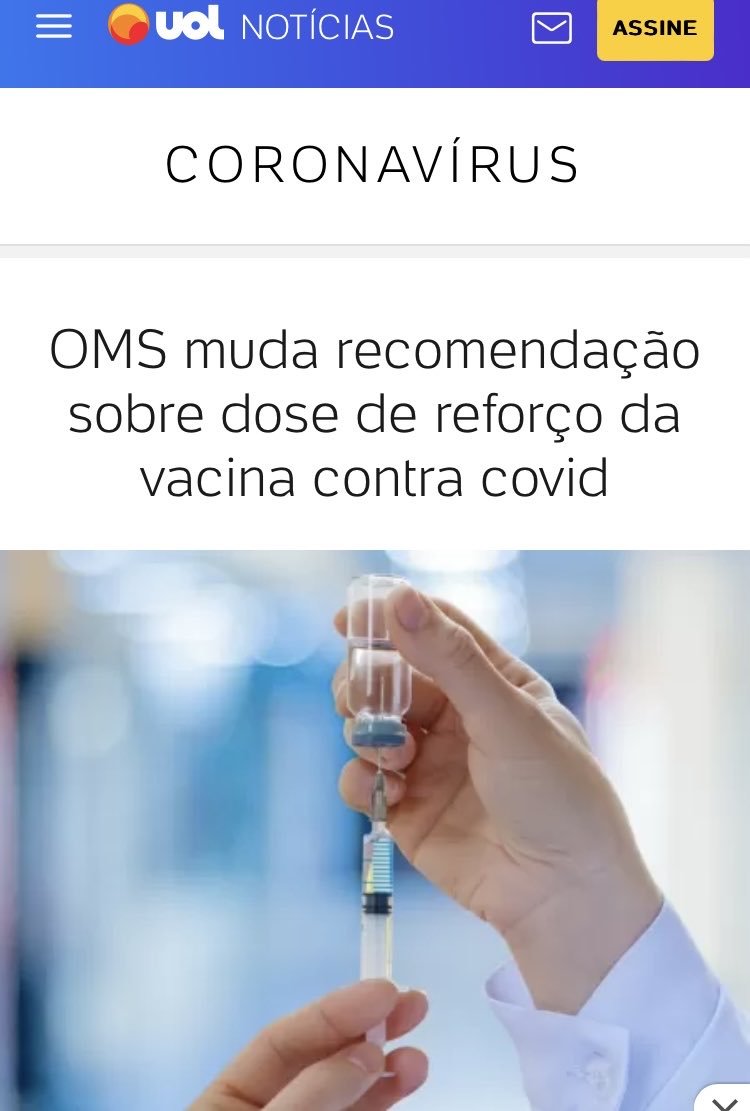 uol NOTÍCIAS
ASSINE
CORONAVÍRUS
OMS muda recomendação
sobre dose de reforço da
vacina contra covid